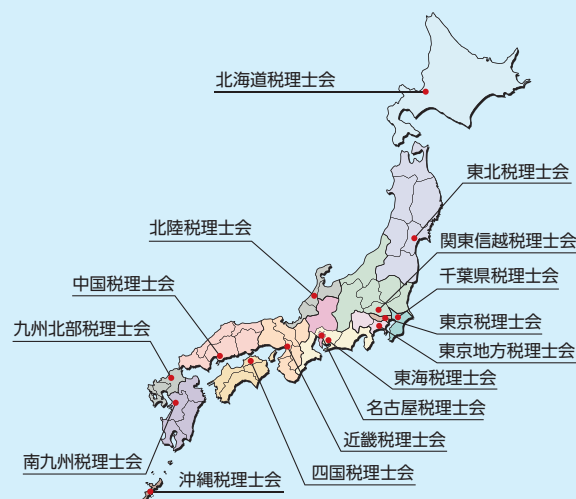 北海道税理士会
東北税理士会
北陸税理士会
関東信越税理士会
千葉県税理士会
中国税理士会
東京税理士会
九州北部税理士会
東京地方税理士会
東海税理士会
名古屋税理士会
近畿税理士会
南九州税理士会
四国税理士会
沖縄税理士会